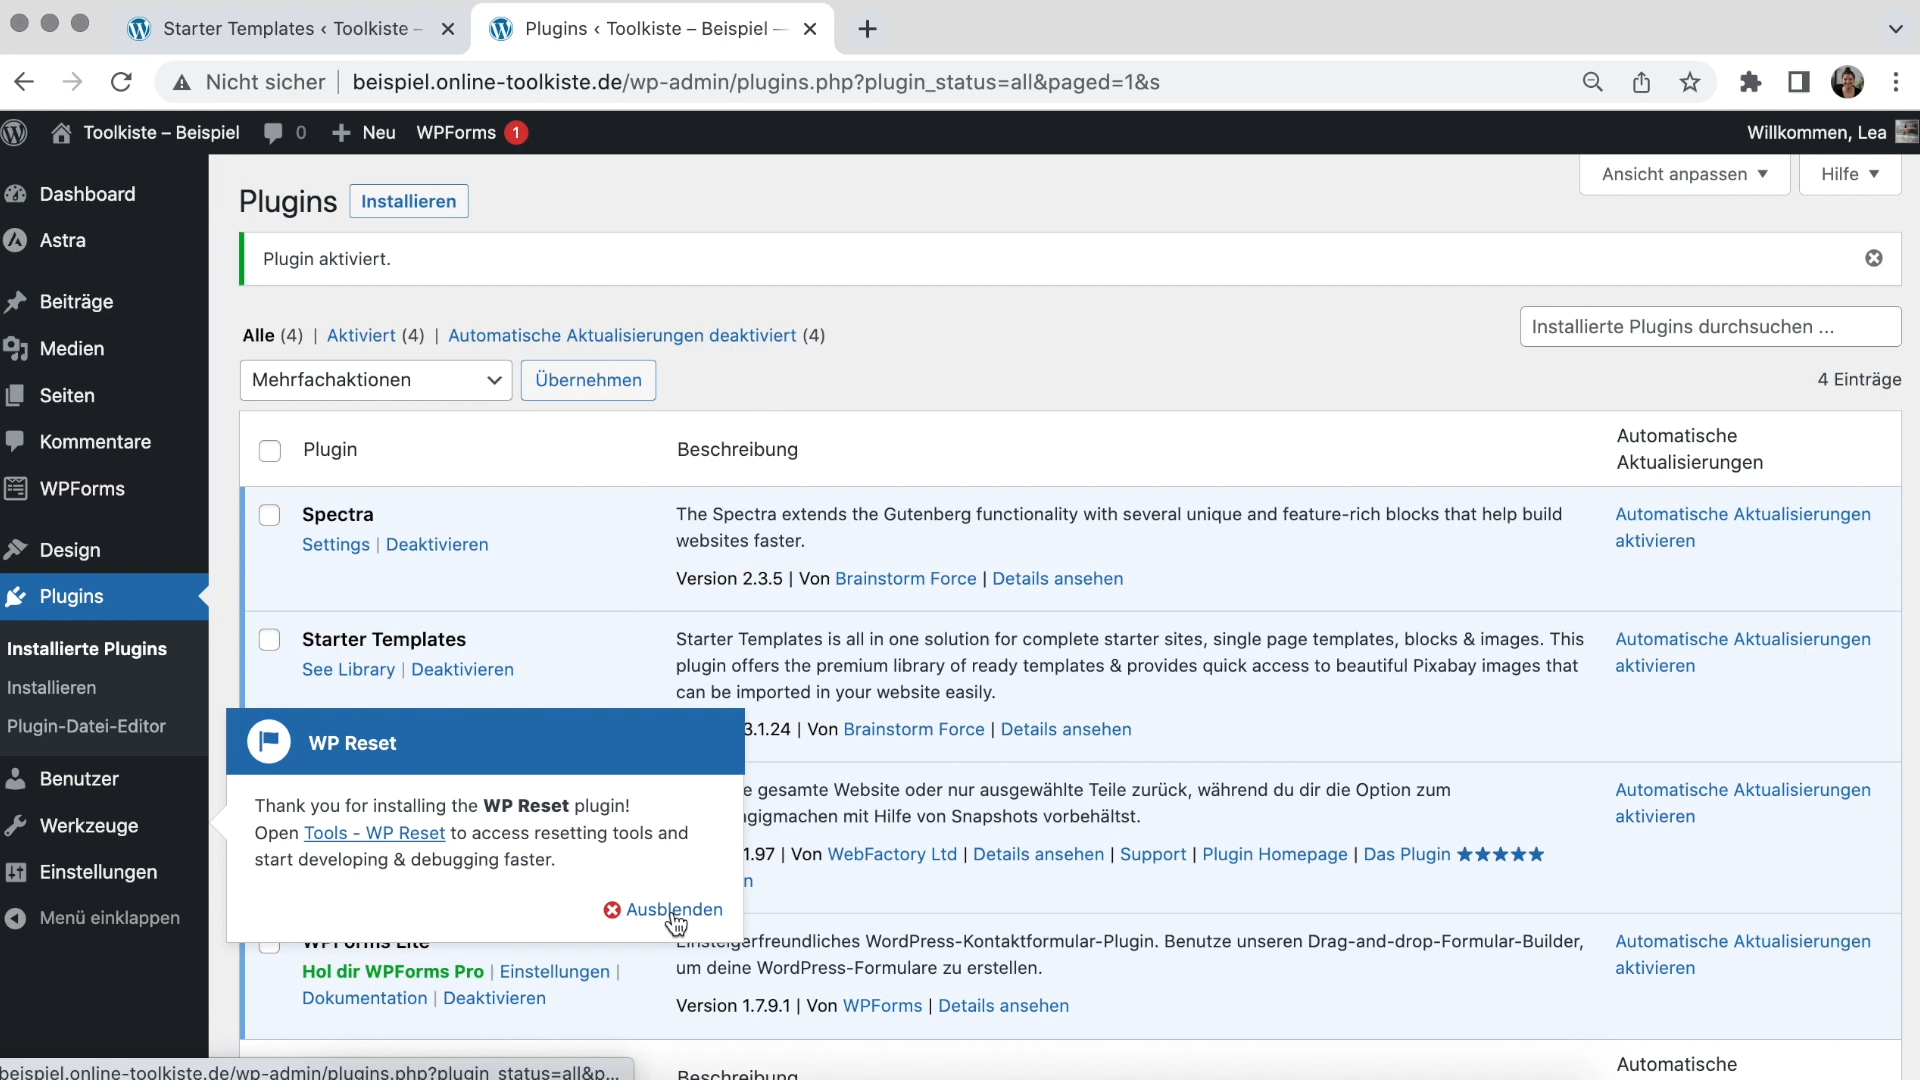 Starter Templates ‹ Toolkiste –
Plugins ‹ Toolkiste – Beispiel —
Nicht sicher
beispiel.online-toolkiste.de/wp-admin/plugins.php?plugin_status=all&paged=1&s
Toolkiste – Beispiel
0
Neu
WPForms 1
Willkommen, Lea
Dashboard
Astra
Beiträge
Medien
Seiten
Kommentare
WPForms
Design
Plugins
Installierte Plugins
Installieren
Plugin-Datei-Editor
Benutzer
Werkzeuge
Einstellungen
Menü einklappen
Ansicht anpassen
Hilfe
Plugins
Installieren
Plugin aktiviert.
Alle (4) | Aktiviert (4) | Automatische Aktualisierungen deaktiviert (4)
Installierte Plugins durchsuchen ...
Mehrfachaktionen
Übernehmen
4 Einträge
Plugin
Beschreibung
Automatische
Aktualisierungen
Spectra
Settings | Deaktivieren
The Spectra extends the Gutenberg functionality with several unique and feature-rich blocks that help build
websites faster.
Version 2.3.5 | Von Brainstorm Force | Details ansehen
Automatische Aktualisierungen
aktivieren
Starter Templates
See Library | Deaktivieren
Starter Templates is all in one solution for complete starter sites, single page templates, blocks & images. This
plugin offers the premium library of ready templates & provides quick access to beautiful Pixabay images that
can be imported in your website easily.
3.1.24 | Von Brainstorm Force | Details ansehen
Automatische Aktualisierungen
aktivieren
WP Reset
Thank you for installing the WP Reset plugin!
Open Tools - WP Reset to access resetting tools and
start developing & debugging faster.
Ausblenden
e gesamte Website oder nur ausgewählte Teile zurück, während du dir die Option zum
gigmachen mit Hilfe von Snapshots vorbehältst.
1.97 | Von WebFactory Ltd | Details ansehen | Support | Plugin Homepage | Das Plugin ★★★★★
n
Automatische Aktualisierungen
aktivieren
WPForms Lite
Hol dir WPForms Pro | Einstellungen |
Dokumentation | Deaktivieren
Einsteigerfreundliches WordPress-Kontaktformular-Plugin. Benutze unseren Drag-and-drop-Formular-Builder,
um deine WordPress-Formulare zu erstellen.
Version 1.7.9.1 | Von WPForms | Details ansehen
Automatische Aktualisierungen
aktivieren
Beschreibung
Automatische
beispiel.online-toolkiste.de/wp-admin/plugins.php?plugin_status=all&p...